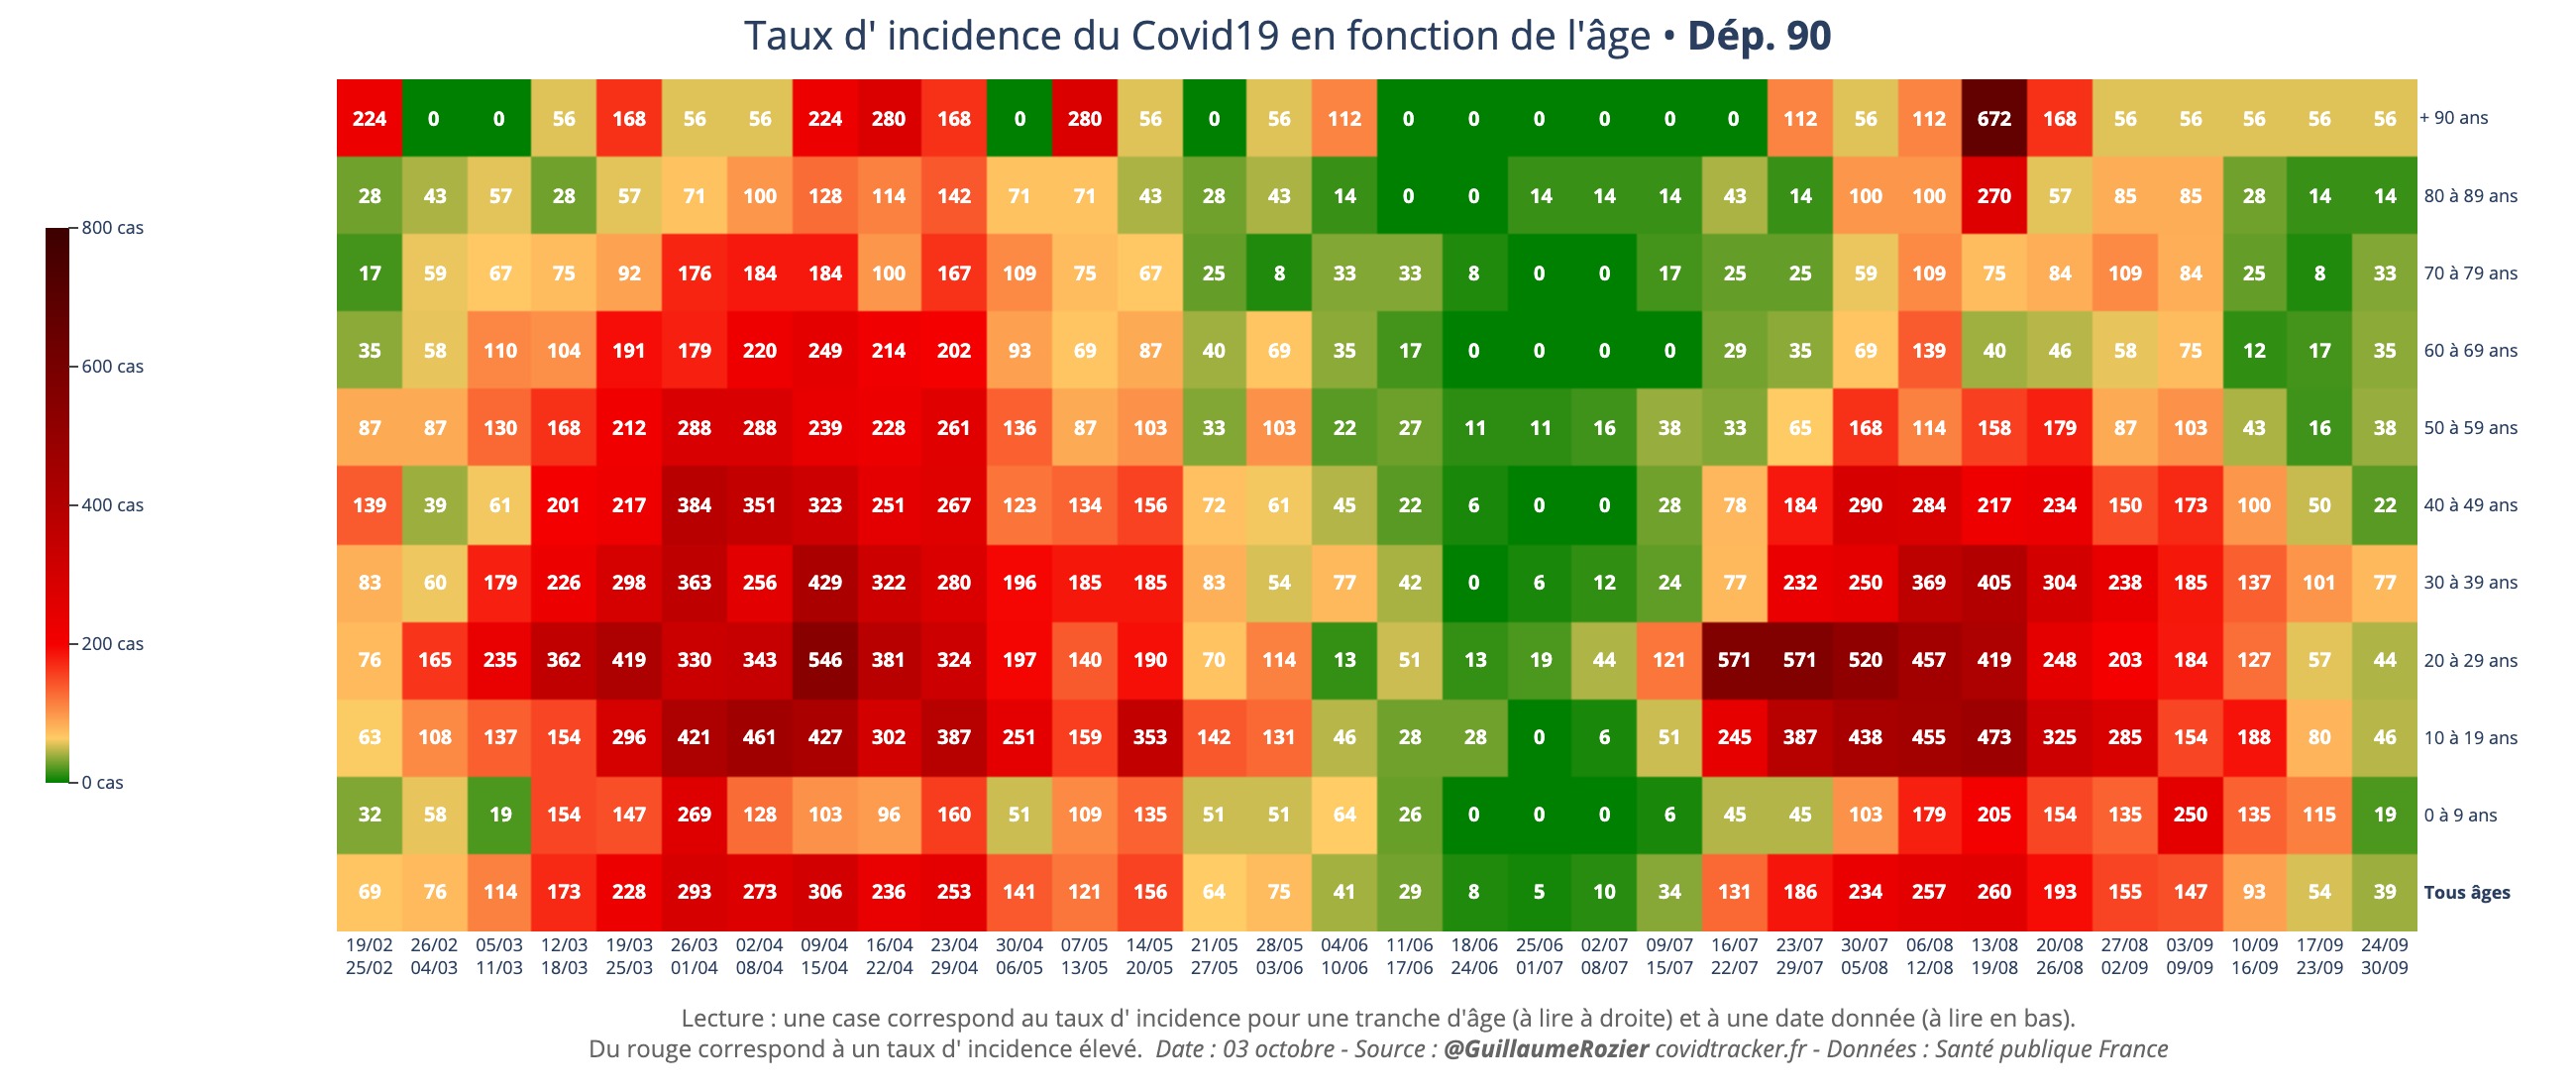 Taux d' incidence du Covid19 en fonction de l'âge • Dép. 90
800 cas
600 cas
400 cas
200 cas
0 cas
224 0 0 56 168 56 56 224 280 168 0 280 56 0 56 112 0 0 0 0 0 0 112 56 112 672 168 56 56 56 56 56 + 90 ans
28 43 57 28 57 71 100 128 114 142 71 71 43 28 43 14 0 0 14 14 14 43 14 100 100 270 57 85 85 28 14 14 80 à 89 ans
17 59 67 75 92 176 184 184 100 167 109 75 67 25 8 33 33 8 0 0 17 25 25 59 109 75 84 109 84 25 8 33 70 à 79 ans
35 58 110 104 191 179 220 249 214 202 93 69 87 40 69 35 17 0 0 0 0 29 35 69 139 40 46 58 75 12 17 35 60 à 69 ans
87 87 130 168 212 288 288 239 228 261 136 87 103 33 103 22 27 11 11 16 38 33 65 168 114 158 179 87 103 43 16 38 50 à 59 ans
139 39 61 201 217 384 351 323 251 267 123 134 156 72 61 45 22 6 0 0 28 78 184 290 284 217 234 150 173 100 50 22 40 à 49 ans
83 60 179 226 298 363 256 429 322 280 196 185 185 83 54 77 42 0 6 12 24 77 232 250 369 405 304 238 185 137 101 77 30 à 39 ans
76 165 235 362 419 330 343 546 381 324 197 140 190 70 114 13 51 13 19 44 121 571 571 520 457 419 248 203 184 127 57 44 20 à 29 ans
63 108 137 154 296 421 461 427 302 387 251 159 353 142 131 46 28 28 0 6 51 245 387 438 455 473 325 285 154 188 80 46 10 à 19 ans
32 58 19 154 147 269 128 103 96 160 51 109 135 51 51 64 26 0 0 0 6 45 45 103 179 205 154 135 250 135 115 19 0 à 9 ans
69 76 114 173 228 293 273 306 236 253 141 121 156 64 75 41 29 8 5 10 34 131 186 234 257 260 193 155 147 93 54 39 Tous âges
19/02 26/02 05/03 12/03 19/03 26/03 02/04 09/04 16/04 23/04 30/04 07/05 14/05 21/05 28/05 04/06 11/06 18/06 25/06 02/07 09/07 16/07 23/07 30/07 06/08 13/08 20/08 27/08 03/09 10/09 17/09 24/09
25/02 04/03 11/03 18/03 25/03 01/04 08/04 15/04 22/04 29/04 06/05 13/05 20/05 27/05 03/06 10/06 17/06 24/06 01/07 08/07 15/07 22/07 29/07 05/08 12/08 19/08 26/08 02/09 09/09 16/09 23/09 30/09
Lecture : une case correspond au taux d' incidence pour une tranche d'âge (à lire à droite) et à une date donnée (à lire en bas).
Du rouge correspond à un taux d' incidence élevé. Date : 03 octobre - Source : @GuillaumeRozier covidtracker.fr - Données : Santé publique France